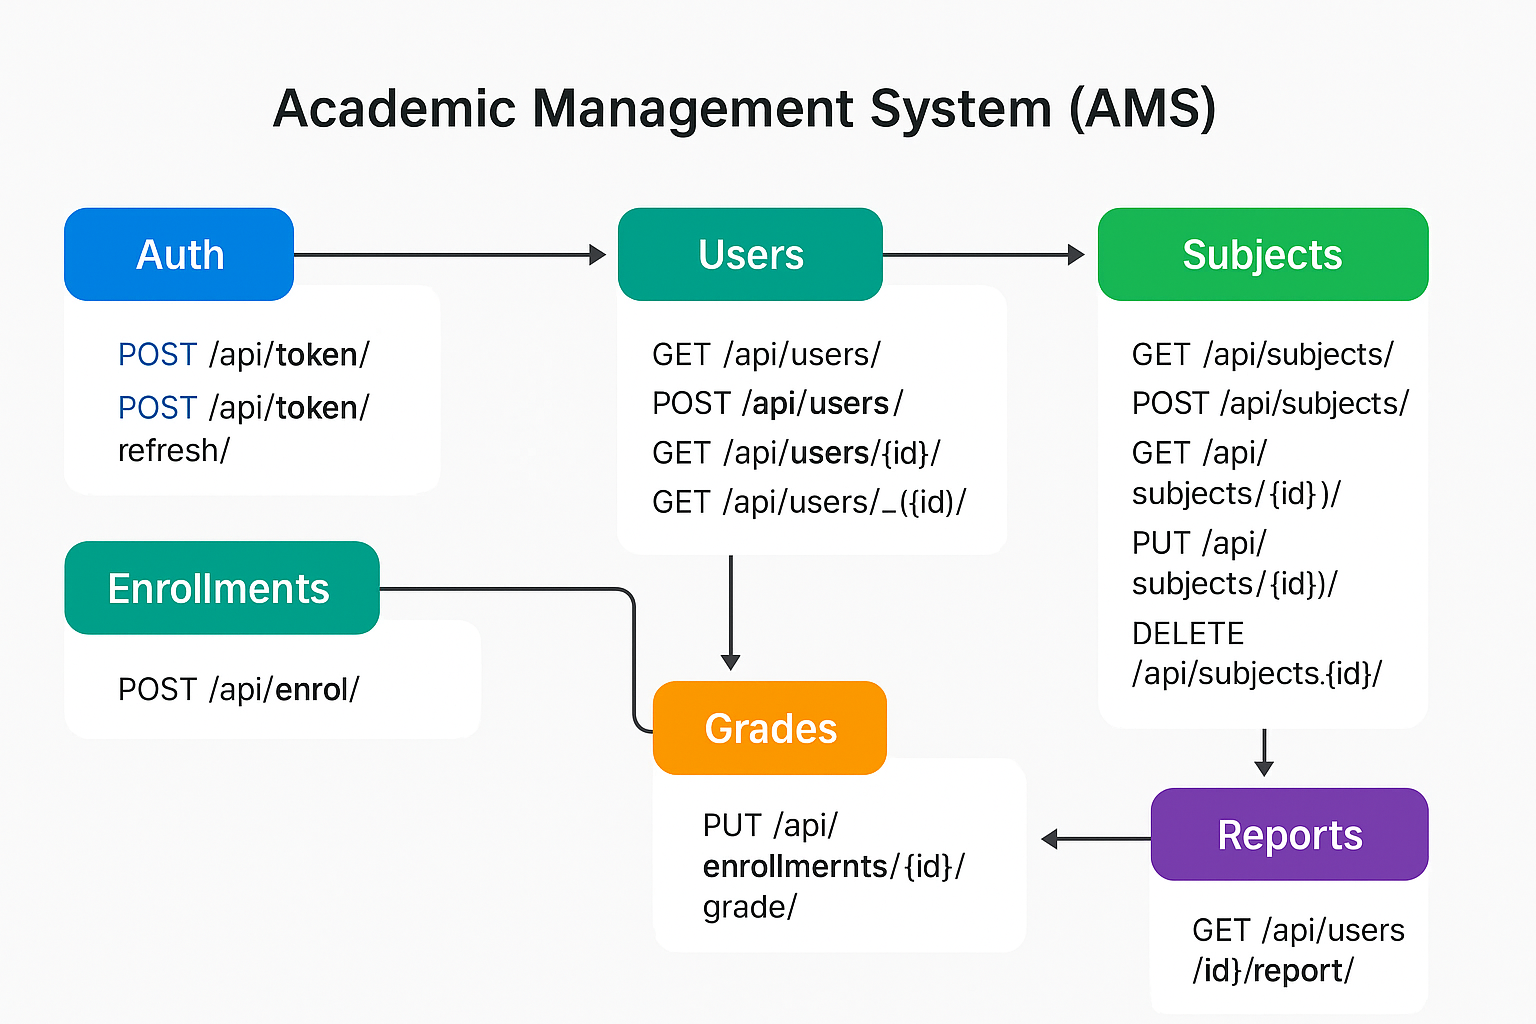 Academic Management System (AMS)
Auth
POST /api/token/
POST /api/token/
refresh/
Users
GET /api/users/
POST /api/users/
GET /api/users/{id}/
GET /api/users/_({id)/
Subjects
GET /api/subjects/
POST /api/subjects/
GET /api/
subjects/{id})/
PUT /api/
subjects/{id})/
DELETE
/api/subjects.{id}/
Enrollments
POST /api/enrol/
Grades
PUT /api/
enrollmernts/{id}/
grade/
Reports
GET /api/users
/id}/report/